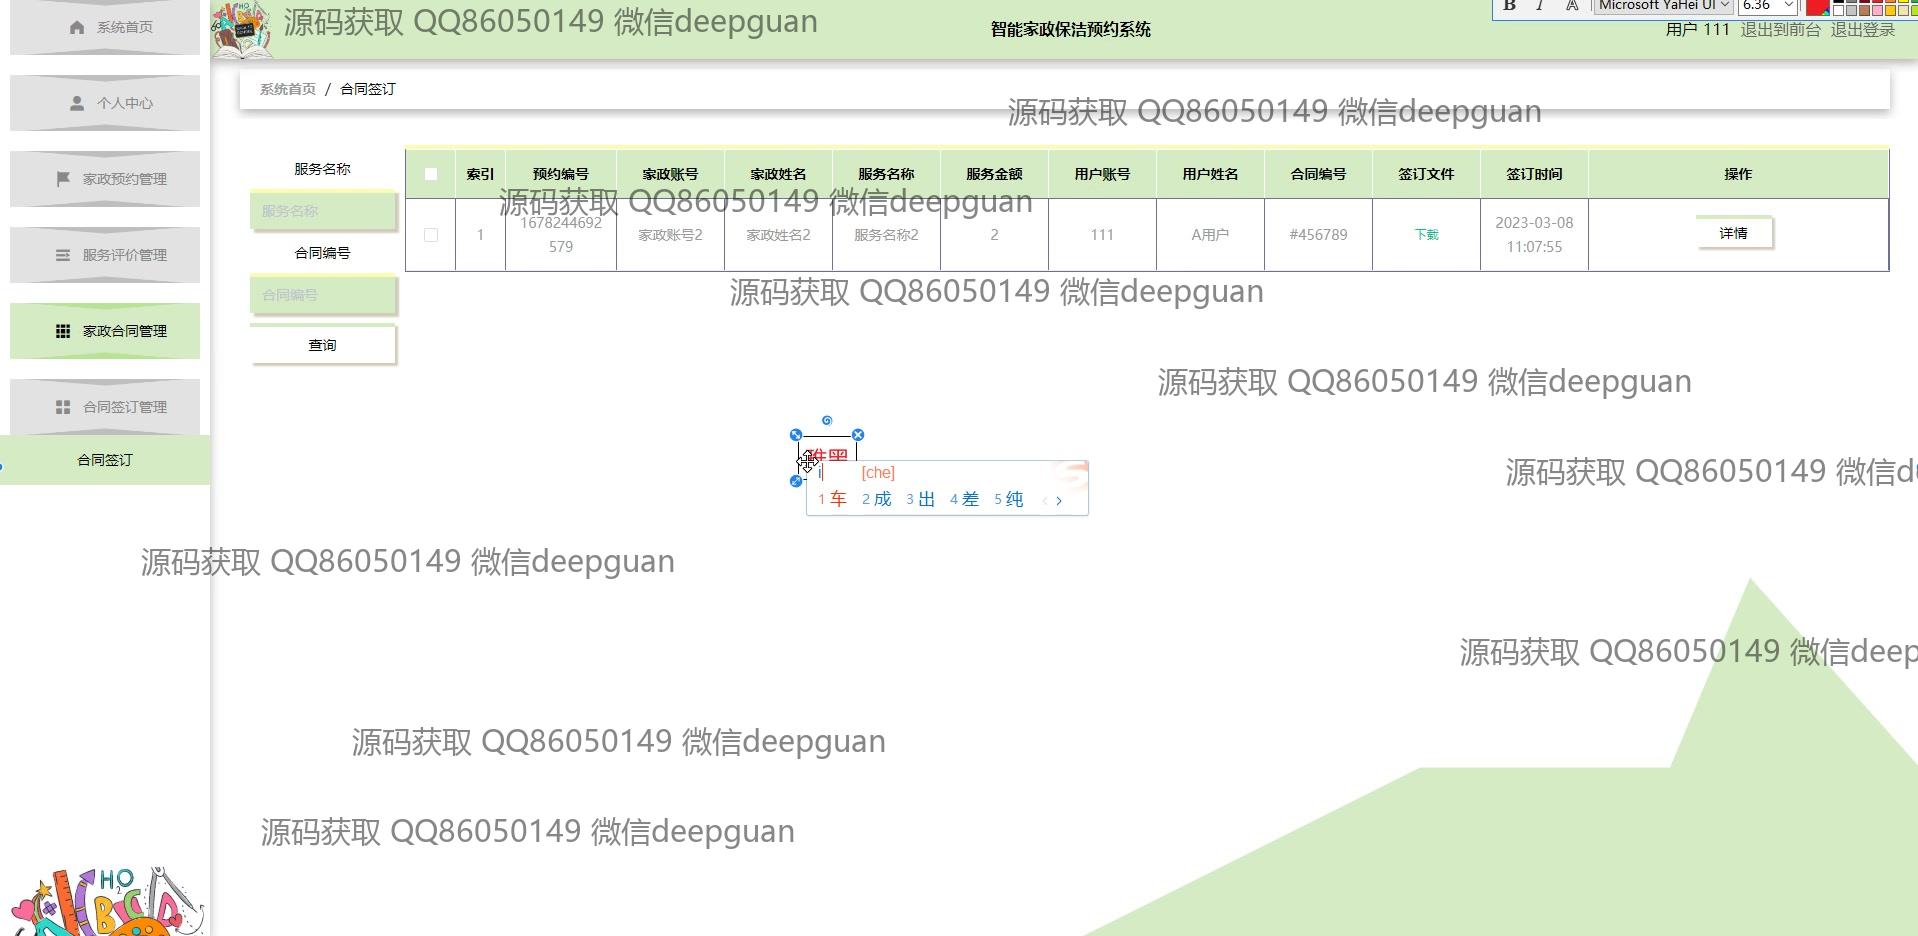 系统首页
个人中心
家政预约管理
服务评价管理
家政合同管理
合同签订管理
合同签订
源码获取 QQ86050149 微信deepguan
智能家政保洁预约系统
B I A Microsoft YaHei UI 6.36
用户 111 退出到前台 退出登录
系统首页 / 合同签订
源码获取 QQ86050149 微信deepguan
服务名称
服务名称
合同编号
合同编号
查询
索引 预约编号 家政账号 家政姓名 服务名称 服务金额 用户账号 用户姓名 合同编号 签订文件 签订时间 操作
源码获取 QQ86050149 微信deepguan
1 1678244692579 家政账号2 家政姓名2 服务名称2 2 111 A用户 #456789 下载 2023-03-08 11:07:55 详情
源码获取 QQ86050149 微信deepguan
源码获取 QQ86050149 微信deepguan
i [che]
1 车 2 成 3 出 4 差 5 纯
源码获取 QQ86050149 微信d
源码获取 QQ86050149 微信deepguan
源码获取 QQ86050149 微信deep
源码获取 QQ86050149 微信deepguan
源码获取 QQ86050149 微信deepguan
HO
2
B C D